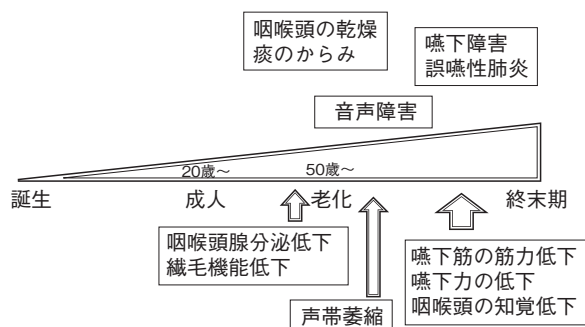 咽喉頭の乾燥
痰のからみ
嚥下障害
誤嚥性肺炎
音声障害
20歳～
50歳～
誕生
成人
老化
終末期
咽喉頭腺分泌低下
繊毛機能低下
嚥下筋の筋力低下
嚥下力の低下
咽喉頭の知覚低下
声帯萎縮